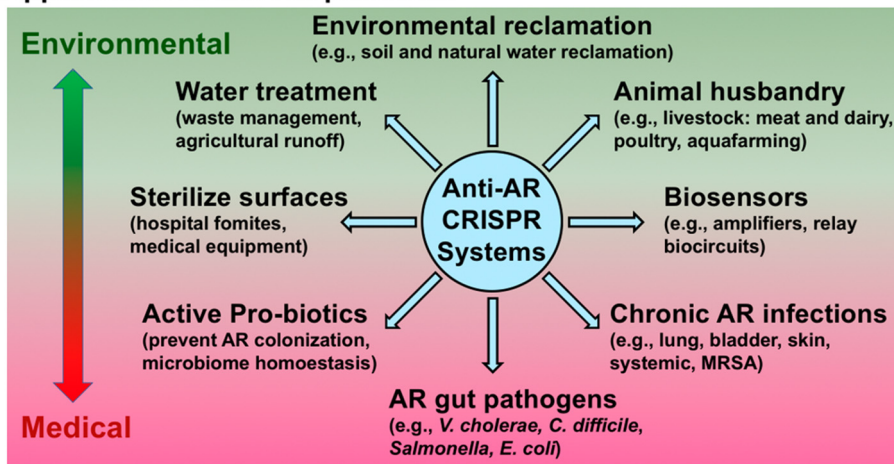 Environmental
Environmental reclamation
(e.g., soil and natural water reclamation)
Water treatment
(waste management,
agricultural runoff)
Animal husbandry
(e.g., livestock: meat and dairy,
poultry, aquafarming)
Sterilize surfaces
(hospital fomites,
medical equipment)
Anti-AR
CRISPR
Systems
Biosensors
(e.g., amplifiers, relay
biocircuits)
Active Pro-biotics
(prevent AR colonization,
microbiome homoestasis)
Chronic AR infections
(e.g., lung, bladder, skin,
systemic, MRSA)
AR gut pathogens
(e.g., V. cholerae, C. difficile,
Salmonella, E. coli)
Medical